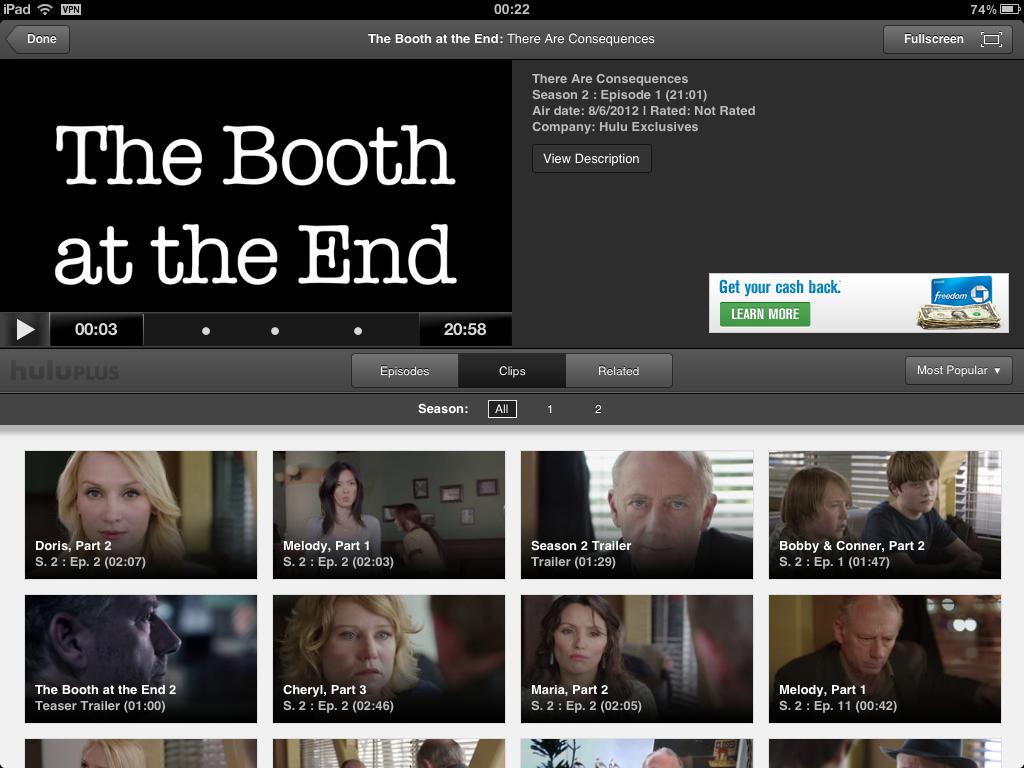 iPad VPN 00:22 74%
Done The Booth at the End: There Are Consequences Fullscreen
The Booth
at the End
00:03 20:58
There Are Consequences
Season 2 : Episode 1 (21:01)
Air date: 8/6/2012 | Rated: Not Rated
Company: Hulu Exclusives
View Description
Get your cash back.
LEARN MORE
freedom
huluPLUS Episodes Clips Related Most Popular ▼
Season: All 1 2
Doris, Part 2
S. 2 : Ep. 2 (02:07)
Melody, Part 1
S. 2 : Ep. 2 (02:03)
Season 2 Trailer
Trailer (01:29)
Bobby & Conner, Part 2
S. 2 : Ep. 1 (01:47)
The Booth at the End 2
Teaser Trailer (01:00)
Cheryl, Part 3
S. 2 : Ep. 2 (02:46)
Maria, Part 2
S. 2 : Ep. 2 (02:05)
Melody, Part 1
S. 2 : Ep. 11 (00:42)